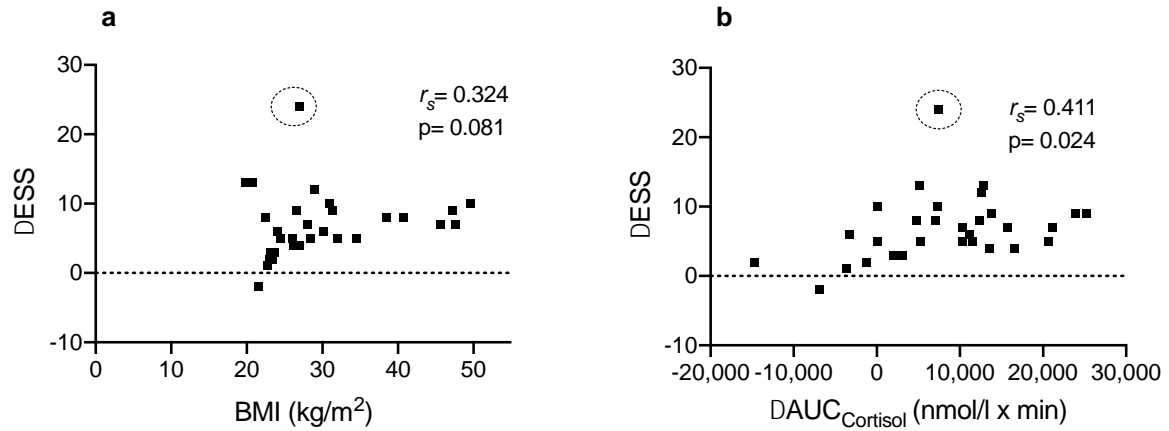 a
30
20
10
0
-10
DESS
r_s= 0.324
p= 0.081
0 10 20 30 40 50
BMI (kg/m²)
b
30
20
10
0
-10
DESS
r_s= 0.411
p= 0.024
-20,000 -10,000 0 10,000 20,000 30,000
DAUC_Cortisol (nmol/l x min)